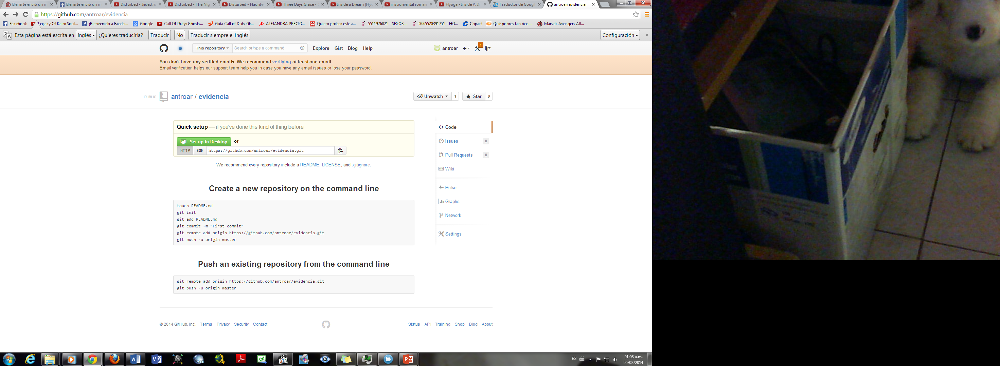 Elena te envió un m
Elena te envió un m
Disturbed - Indestru
Disturbed - The Nig
Disturbed - Haunted
Three Days Grace -
Inside a Dream [Hyo
instrumental roman
Hyoga - Inside A Dr
Traductor de Google
antroar/evidencia
https://github.com/antroar/evidencia
Facebook
Legacy Of Kain: Soul...
¡Bienvenido a Faceb...
Google
Call Of Duty: Ghosts...
Guía Call of Duty Gh...
ALEJANDRA PRECIO...
Quiero probar este a...
5511976821 - SEXOS...
0445520391751 - HO...
Copart
Qué pobres tan rico...
Marvel: Avengers All...
Esta página está escrita en inglés ¿Quieres traducirla? Traducir No Traducir siempre el inglés Configuración
This repository Search or type a command Explore Gist Blog Help antroar
You don't have any verified emails. We recommend verifying at least one email.
Email verification helps our support team help you in case you have any email issues or lose your password.
PUBLIC antroar / evidencia Unwatch 1 Star 0
Quick setup — if you've done this kind of thing before
Set up in Desktop or
HTTP SSH https://github.com/antroar/evidencia.git
We recommend every repository include a README, LICENSE, and .gitignore.
Create a new repository on the command line
touch README.md
git init
git add README.md
git commit -m "first commit"
git remote add origin https://github.com/antroar/evidencia.git
git push -u origin master
Push an existing repository from the command line
git remote add origin https://github.com/antroar/evidencia.git
git push -u origin master
Code
Issues 0
Pull Requests 0
Wiki
Pulse
Graphs
Network
Settings
© 2014 GitHub, Inc. Terms Privacy Security Contact
Status API Training Shop Blog About
ES
01:08 a.m.
05/02/2014